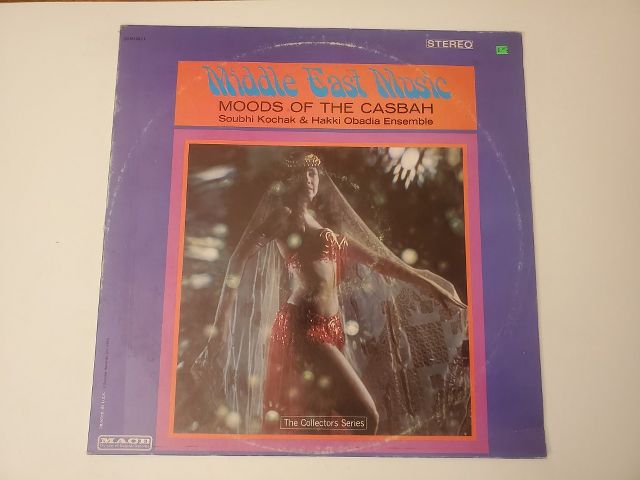 STEREO
Middle East Music
MOODS OF THE CASBAH
Soubhi Kochak & Hakki Obadia Ensemble
The Collectors Series
MACE